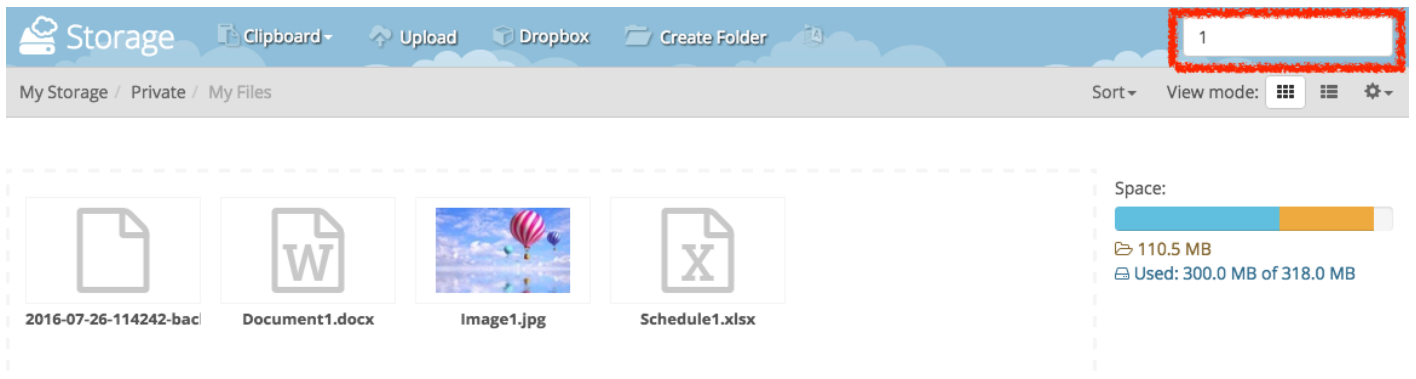 Storage Clipboard Upload Dropbox Create Folder 1
My Storage / Private / My Files Sort View mode:
Space:
110.5 MB
Used: 300.0 MB of 318.0 MB
W X
2016-07-26-114242-bac Document1.docx Image1.jpg Schedule1.xlsx